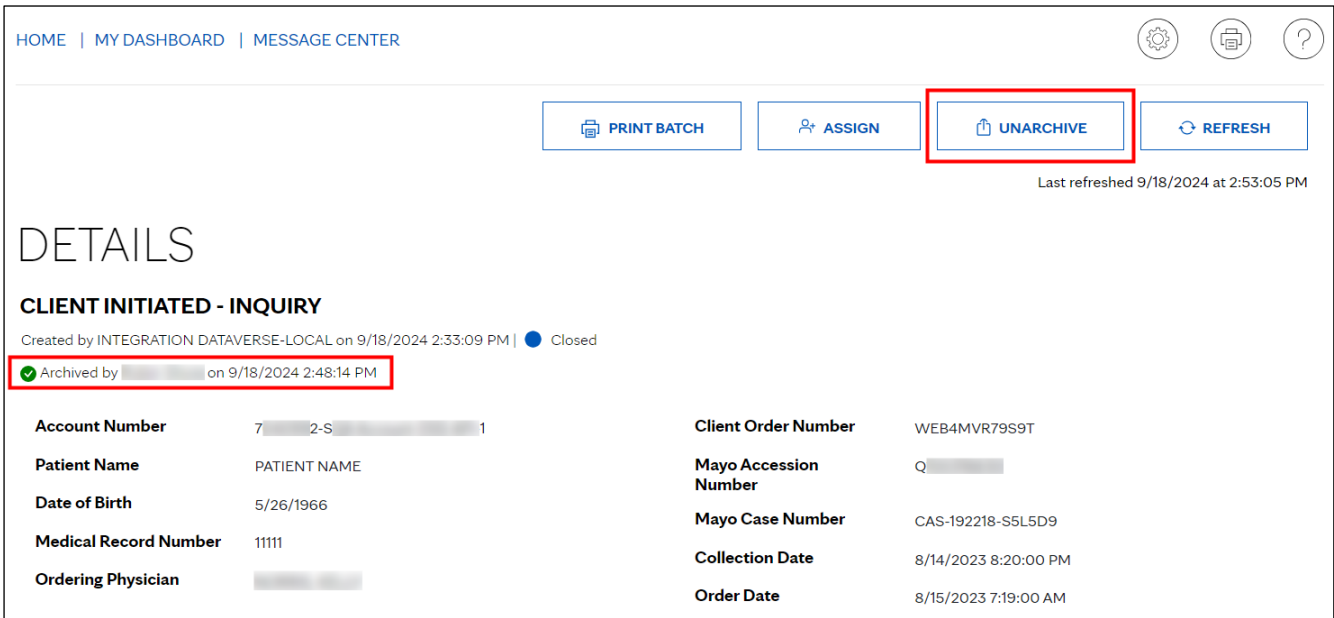 HOME | MY DASHBOARD | MESSAGE CENTER
PRINT BATCH ASSIGN UNARCHIVE REFRESH
Last refreshed 9/18/2024 at 2:53:05 PM
DETAILS
CLIENT INITIATED - INQUIRY
Created by INTEGRATION DATAVERSE-LOCAL on 9/18/2024 2:33:09 PM | Closed
Archived by on 9/18/2024 2:48:14 PM
Account Number 7 2-S 1
Patient Name PATIENT NAME
Date of Birth 5/26/1966
Medical Record Number 11111
Ordering Physician
Client Order Number WEB4MVR79S9T
Mayo Accession Q
Number
Mayo Case Number CAS-192218-S5L5D9
Collection Date 8/14/2023 8:20:00 PM
Order Date 8/15/2023 7:19:00 AM